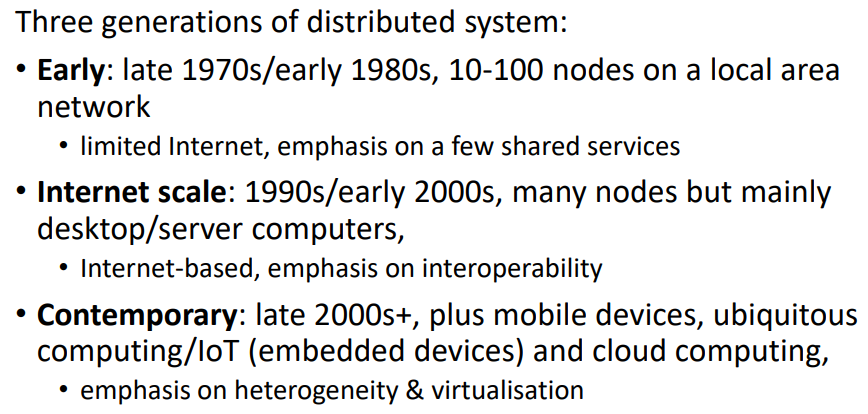 Three generations of distributed system:
• Early: late 1970s/early 1980s, 10-100 nodes on a local area
network
• limited Internet, emphasis on a few shared services
• Internet scale: 1990s/early 2000s, many nodes but mainly
desktop/server computers,
• Internet-based, emphasis on interoperability
• Contemporary: late 2000s+, plus mobile devices, ubiquitous
computing/IoT (embedded devices) and cloud computing,
• emphasis on heterogeneity & virtualisation